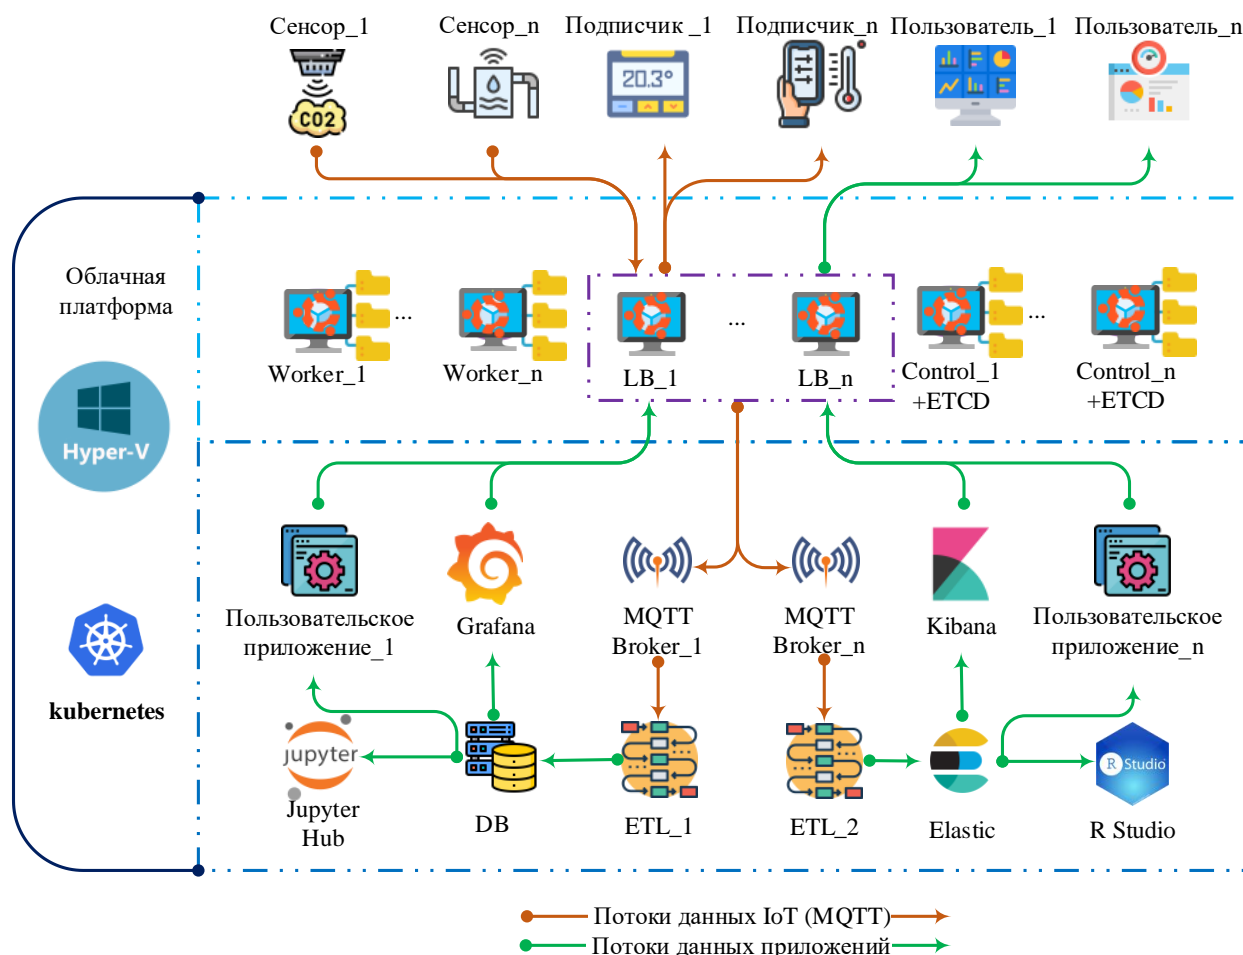 Сенсор_1
Сенсор_n
Подписчик _1
Подписчик_n
Пользователь_1
Пользователь_n
CO2
20.3°
Облачная
платформа
Hyper-V
kubernetes
...
...
...
Worker_1
Worker_n
LB_1
LB_n
Control_1
+ETCD
Control_n
+ETCD
Пользовательское
приложение_1
Grafana
MQTT
Broker_1
MQTT
Broker_n
Kibana
Пользовательское
приложение_n
jupyter
Jupyter
Hub
DB
ETL_1
ETL_2
Elastic
R Studio
R Studio
Потоки данных IoT (MQTT)
Потоки данных приложений